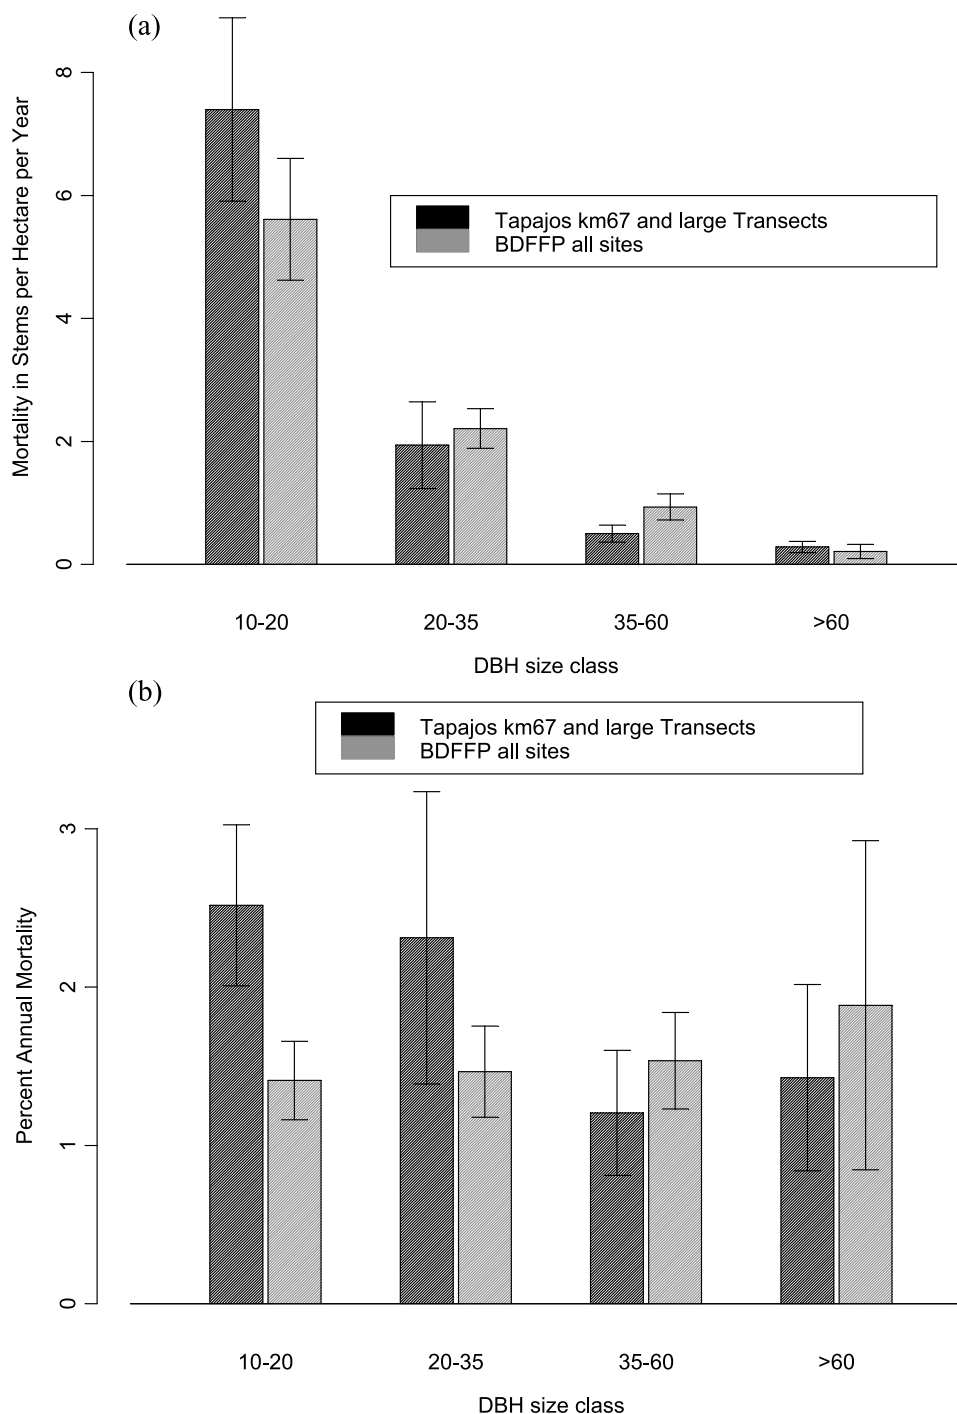 (a)
Mortality in Stems per Hectare per Year
8
6
4
2
0
Tapajos km67 and large Transects
BDFFP all sites
10-20 20-35 35-60 >60
DBH size class
(b)
Tapajos km67 and large Transects
BDFFP all sites
Percent Annual Mortality
3
2
1
0
10-20 20-35 35-60 >60
DBH size class